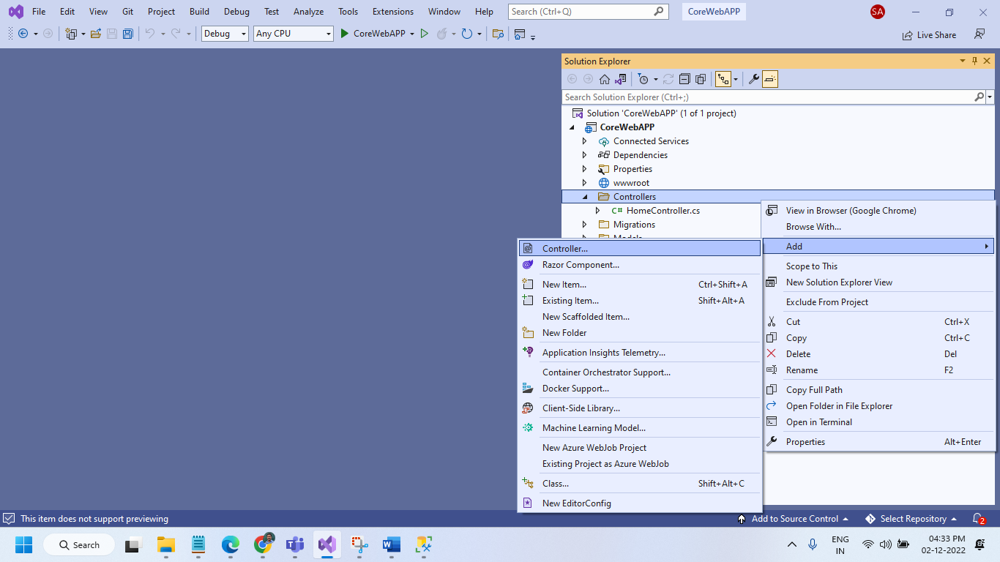 File Edit View Git Project Build Debug Test Analyze Tools Extensions Window Help Search (Ctrl+Q) CoreWebAPP SA
Debug Any CPU CoreWebAPP Live Share
Solution Explorer
Search Solution Explorer (Ctrl+;)
Solution 'CoreWebAPP' (1 of 1 project)
CoreWebAPP
Connected Services
Dependencies
Properties
wwwroot
Controllers
C# HomeController.cs
Migrations
Models
View in Browser (Google Chrome)
Browse With...
Add
Scope to This
New Solution Explorer View
Exclude From Project
Cut Ctrl+X
Copy Ctrl+C
Delete Del
Rename F2
Copy Full Path
Open Folder in File Explorer
Open in Terminal
Properties Alt+Enter
Controller...
Razor Component...
New Item... Ctrl+Shift+A
Existing Item... Shift+Alt+A
New Scaffolded Item...
New Folder
Application Insights Telemetry...
Container Orchestrator Support...
Docker Support...
Client-Side Library...
Machine Learning Model...
New Azure WebJob Project
Existing Project as Azure WebJob
Class... Shift+Alt+C
New EditorConfig
This item does not support previewing Add to Source Control Select Repository 2
Search
ENG
IN
04:33 PM
02-12-2022